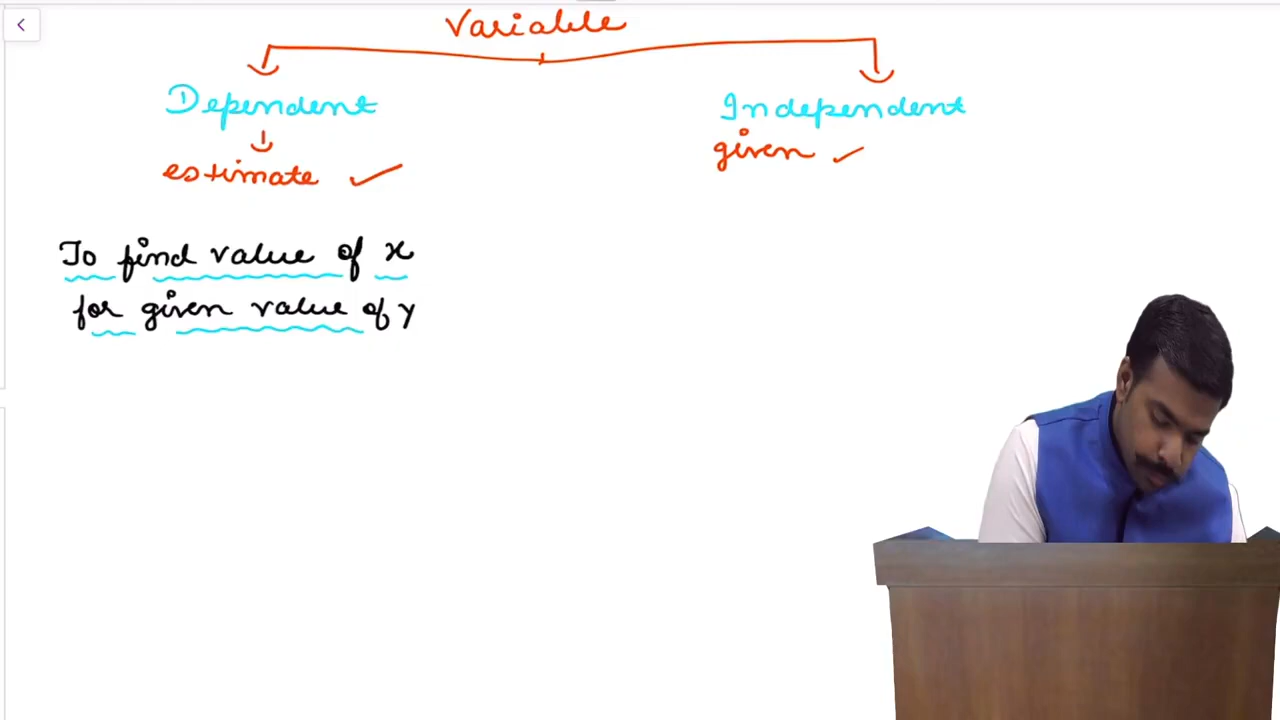 Variable
Dependent
Independent
given
estimate
To find value of x
for given value of y